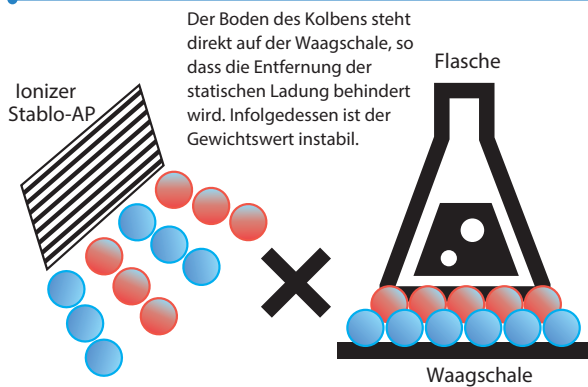 Der Boden des Kolbens steht
direkt auf der Waagschale, so
dass die Entfernung der
statischen Ladung behindert
wird. Infolgedessen ist der
Gewichtswert instabil.
Ionizer
Stablo-AP
Flasche
Waagschale